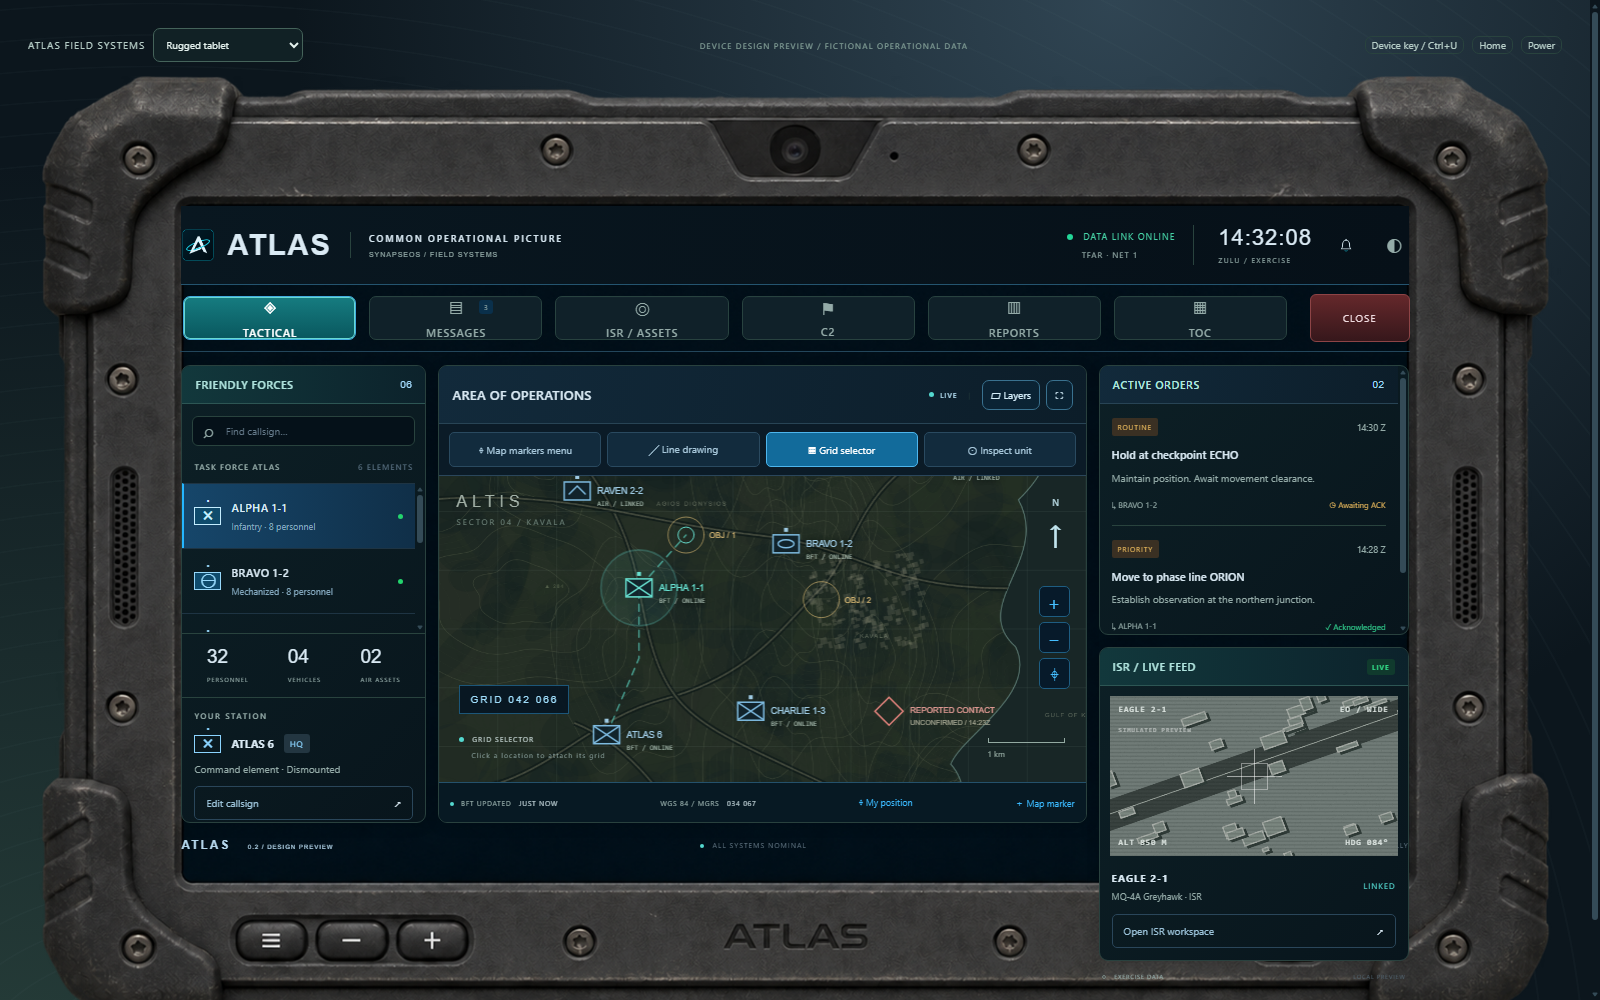 ATLAS FIELD SYSTEMS
Rugged tablet
DEVICE DESIGN PREVIEW / FICTIONAL OPERATIONAL DATA
Device key / Ctrl+U
Home
Power
ATLAS
COMMON OPERATIONAL PICTURE
SYNAPSEOS / FIELD SYSTEMS
DATA LINK ONLINE
TFAR · NET 1
14:32:08
ZULU / EXERCISE
TACTICAL
MESSAGES
3
ISR / ASSETS
C2
REPORTS
TOC
CLOSE
FRIENDLY FORCES
06
Find callsign...
TASK FORCE ATLAS
6 ELEMENTS
ALPHA 1-1
Infantry · 8 personnel
BRAVO 1-2
Mechanized · 8 personnel
32
PERSONNEL
04
VEHICLES
02
AIR ASSETS
YOUR STATION
ATLAS 6
HQ
Command element · Dismounted
Edit callsign
AREA OF OPERATIONS
LIVE
Layers
Map markers menu
Line drawing
Grid selector
Inspect unit
ALTIS
SECTOR 04 / KAVALA
RAVEN 2-2
AIR / LINKED
AIR / LINKED
N
OBJ / 1
BRAVO 1-2
BFT / ONLINE
ALPHA 1-1
BFT / ONLINE
OBJ / 2
KAVALA
GRID 042 066
CHARLIE 1-3
BFT / ONLINE
REPORTED CONTACT
UNCONFIRMED / 14:23Z
GULF OF K
ATLAS 6
BFT / ONLINE
GRID SELECTOR
Click a location to attach its grid
1 km
BFT UPDATED JUST NOW
WGS 84 / MGRS 034 067
My position
+ Map marker
ACTIVE ORDERS
02
ROUTINE
14:30 Z
Hold at checkpoint ECHO
Maintain position. Await movement clearance.
BRAVO 1-2
Awaiting ACK
PRIORITY
14:28 Z
Move to phase line ORION
Establish observation at the northern junction.
ALPHA 1-1
✓ Acknowledged
ISR / LIVE FEED
LIVE
EAGLE 2-1
EO / WIDE
SIMULATED PREVIEW
ALT 850 M
HDG 084°
EAGLE 2-1
MQ-4A Greyhawk · ISR
LINKED
Open ISR workspace
EXERCISE DATA
LOCAL PREVIEW
ATLAS
0.2 / DESIGN PREVIEW
ALL SYSTEMS NOMINAL
ATLAS